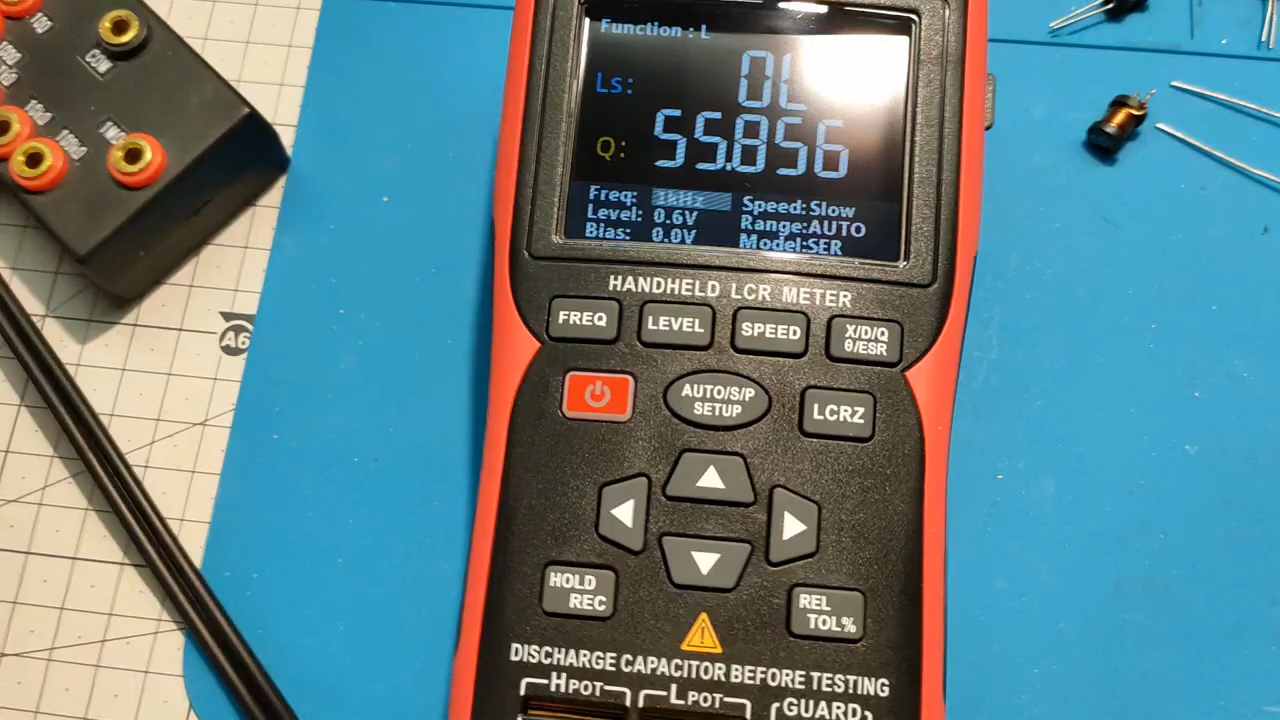 Function : L
Ls: OL
Q: 55.856
Freq: 1kHz
Level: 0.6V
Bias: 0.0V
Speed:Slow
Range:AUTO
Model:SER
HANDHELD LCR METER
FREQ
LEVEL
SPEED
X/D/Q
θ/ESR
AUTO/S/P
SETUP
LCRZ
HOLD
REC
REL
TOL%
DISCHARGE CAPACITOR BEFORE TESTING
HPOT
LPOT
GUARD
COM
A6